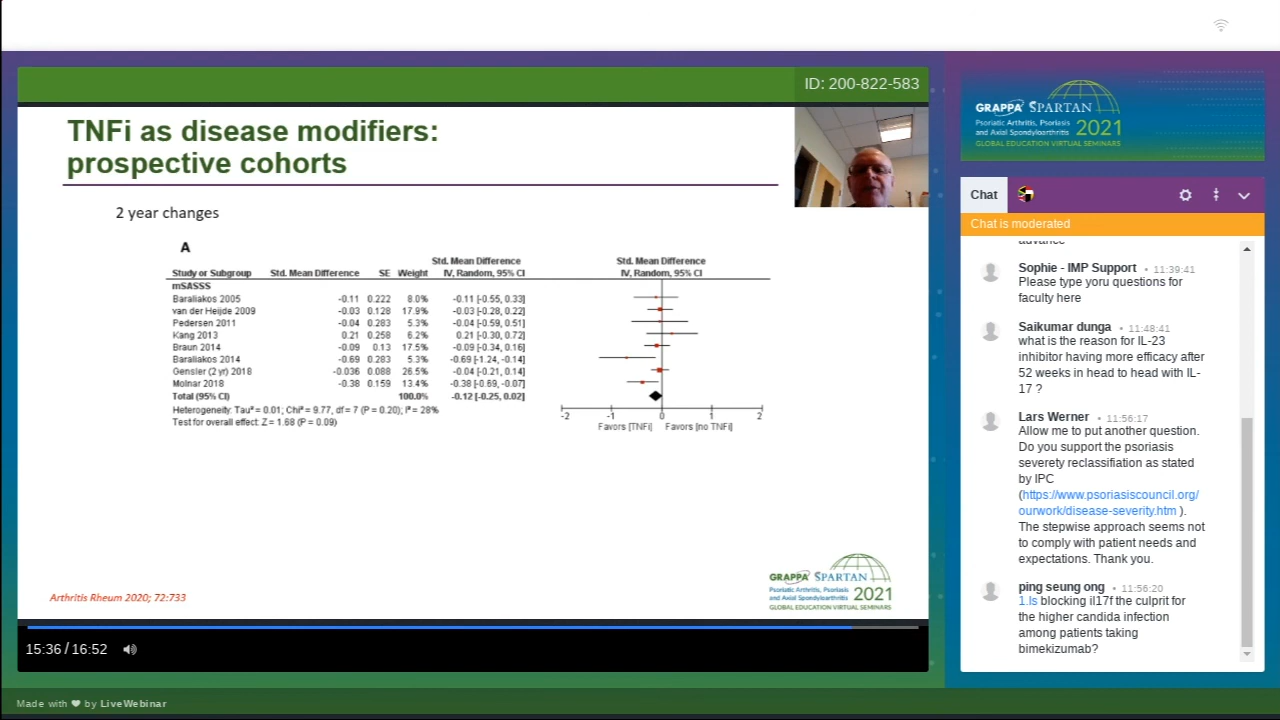 ID: 200-822-583
TNFi as disease modifiers:
prospective cohorts
2 year changes
A
Std. Mean Difference Std. Mean Difference
Study or Subgroup Std. Mean Difference SE Weight IV, Random, 95% CI IV, Random, 95% CI
mSASSS
Baraliakos 2005 -0.11 0.222 8.0% -0.11 [-0.55, 0.33]
van der Heijde 2009 -0.03 0.128 17.9% -0.03 [-0.28, 0.22]
Pedersen 2011 -0.04 0.283 5.3% -0.04 [-0.59, 0.51]
Kang 2013 0.21 0.258 6.2% 0.21 [-0.30, 0.72]
Braun 2014 -0.09 0.13 17.5% -0.09 [-0.34, 0.16]
Baraliakos 2014 -0.69 0.283 5.3% -0.69 [-1.24, -0.14]
Gensler (2 yr) 2018 -0.036 0.088 26.5% -0.04 [-0.21, 0.14]
Molnar 2018 -0.38 0.159 13.4% -0.38 [-0.69, -0.07]
Total (95% CI) 100.0% -0.12 [-0.25, 0.02]
Heterogeneity: Tau² = 0.01; Chi² = 9.77, df = 7 (P = 0.20); I² = 28%
Test for overall effect: Z = 1.68 (P = 0.09)
-2 -1 0 1 2
Favors [TNFi] Favors [no TNFi]
Arthritis Rheum 2020; 72:733
GRAPPA SPARTAN
Psoriatic Arthritis, Psoriasis
and Axial Spondyloarthritis 2021
GLOBAL EDUCATION VIRTUAL SEMINARS
15:36 / 16:52
Made with ♥ by LiveWebinar
GRAPPA SPARTAN
Psoriatic Arthritis, Psoriasis
and Axial Spondyloarthritis 2021
GLOBAL EDUCATION VIRTUAL SEMINARS
Chat
Chat is moderated
advance
Sophie - IMP Support • 11:39:41
Please type yoru questions for
faculty here
Saikumar dunga • 11:48:41
what is the reason for IL-23
inhibitor having more efficacy after
52 weeks in head to head with IL-
17 ?
Lars Werner • 11:56:17
Allow me to put another question.
Do you support the psoriasis
severety reclassifiation as stated
by IPC
(https://www.psoriasiscouncil.org/
ourwork/disease-severity.htm ).
The stepwise approach seems not
to comply with patient needs and
expectations. Thank you.
ping seung ong • 11:56:20
1.Is blocking il17f the culprit for
the higher candida infection
among patients taking
bimekizumab?